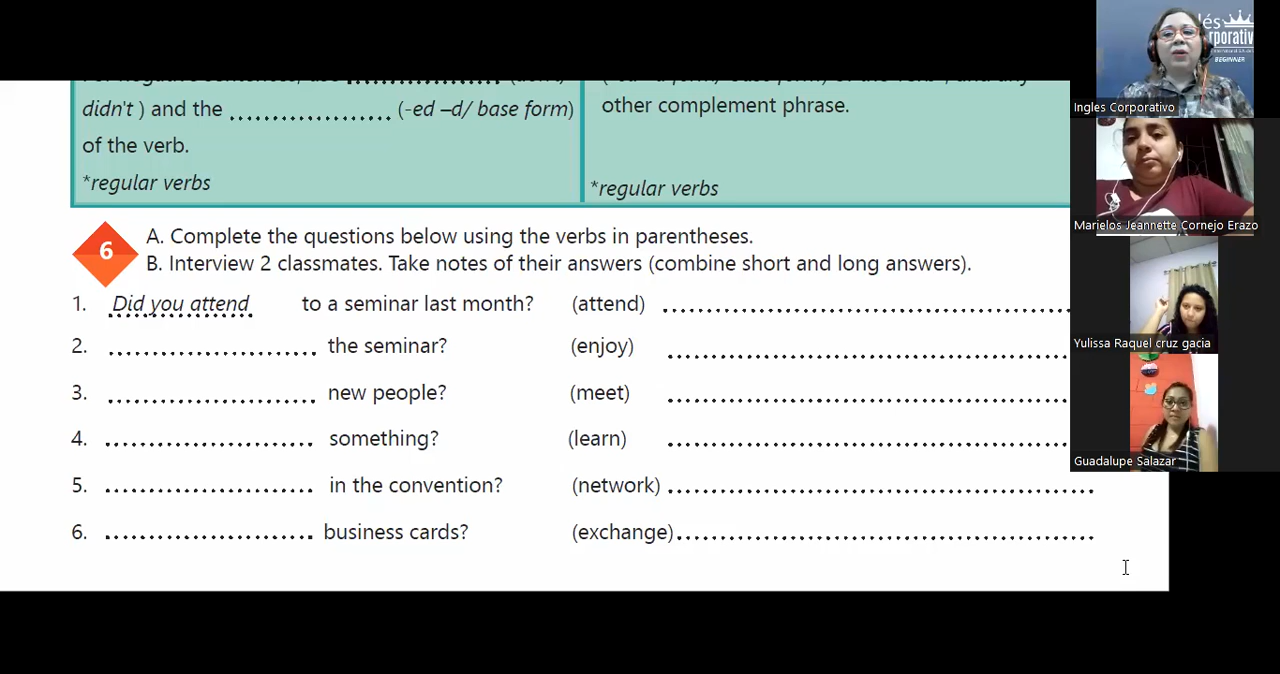 didn't ) and the .................... (-ed –d/ base form)
of the verb.
*regular verbs
other complement phrase.
*regular verbs
6
A. Complete the questions below using the verbs in parentheses.
B. Interview 2 classmates. Take notes of their answers (combine short and long answers).
1. Did you attend to a seminar last month? (attend) ........................................
2. ........................ the seminar? (enjoy) ........................................
3. ........................ new people? (meet) ........................................
4. ........................ something? (learn) ........................................
5. ........................ in the convention? (network) ........................................
6. ........................ business cards? (exchange) ........................................
BEGINNER
Ingles Corporativo
Marielos Jeannette Cornejo Erazo
Yulissa Raquel cruz gacia
Guadalupe Salazar